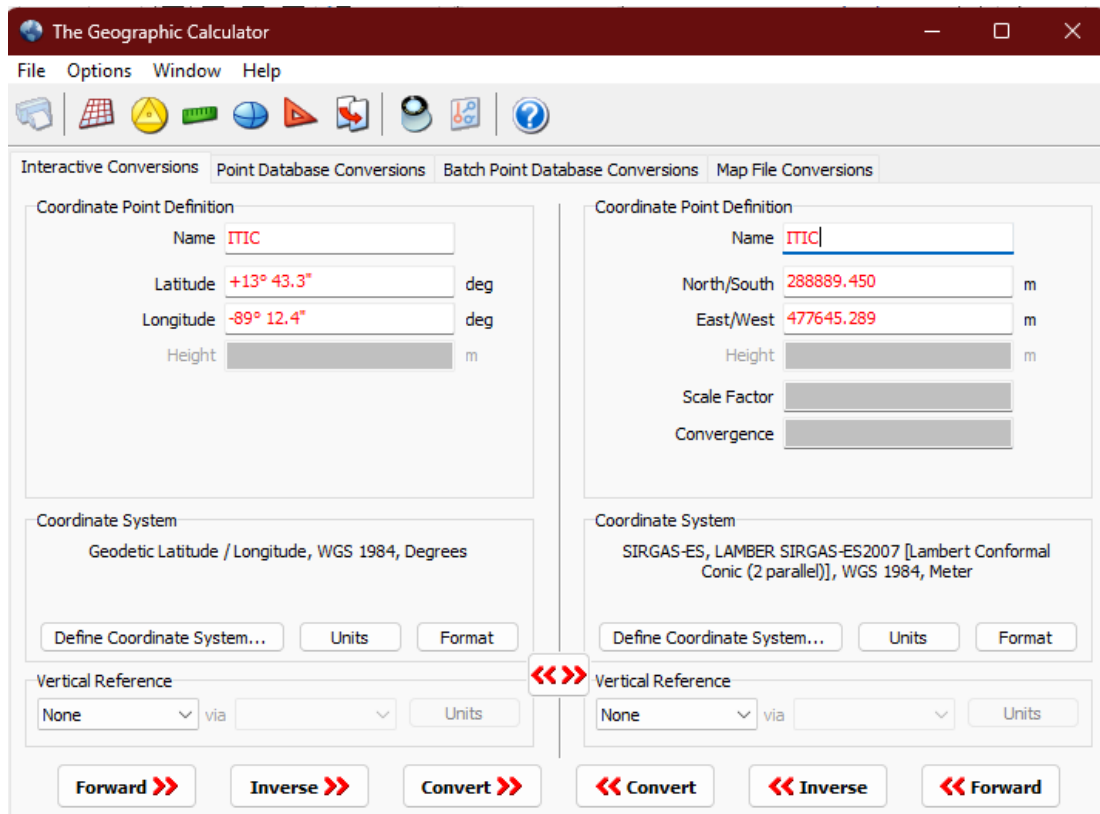 The Geographic Calculator
File Options Window Help
Interactive Conversions Point Database Conversions Batch Point Database Conversions Map File Conversions
Coordinate Point Definition
Name ITIC
Latitude +13° 43.3" deg
Longitude -89° 12.4" deg
Height m
Coordinate System
Geodetic Latitude / Longitude, WGS 1984, Degrees
Define Coordinate System... Units Format
Vertical Reference
None via Units
Coordinate Point Definition
Name ITIC
North/South 288889.450 m
East/West 477645.289 m
Height m
Scale Factor
Convergence
Coordinate System
SIRGAS-ES, LAMBER SIRGAS-ES2007 [Lambert Conformal
Conic (2 parallel)], WGS 1984, Meter
Define Coordinate System... Units Format
Vertical Reference
None via Units
Forward Inverse Convert Convert Inverse Forward